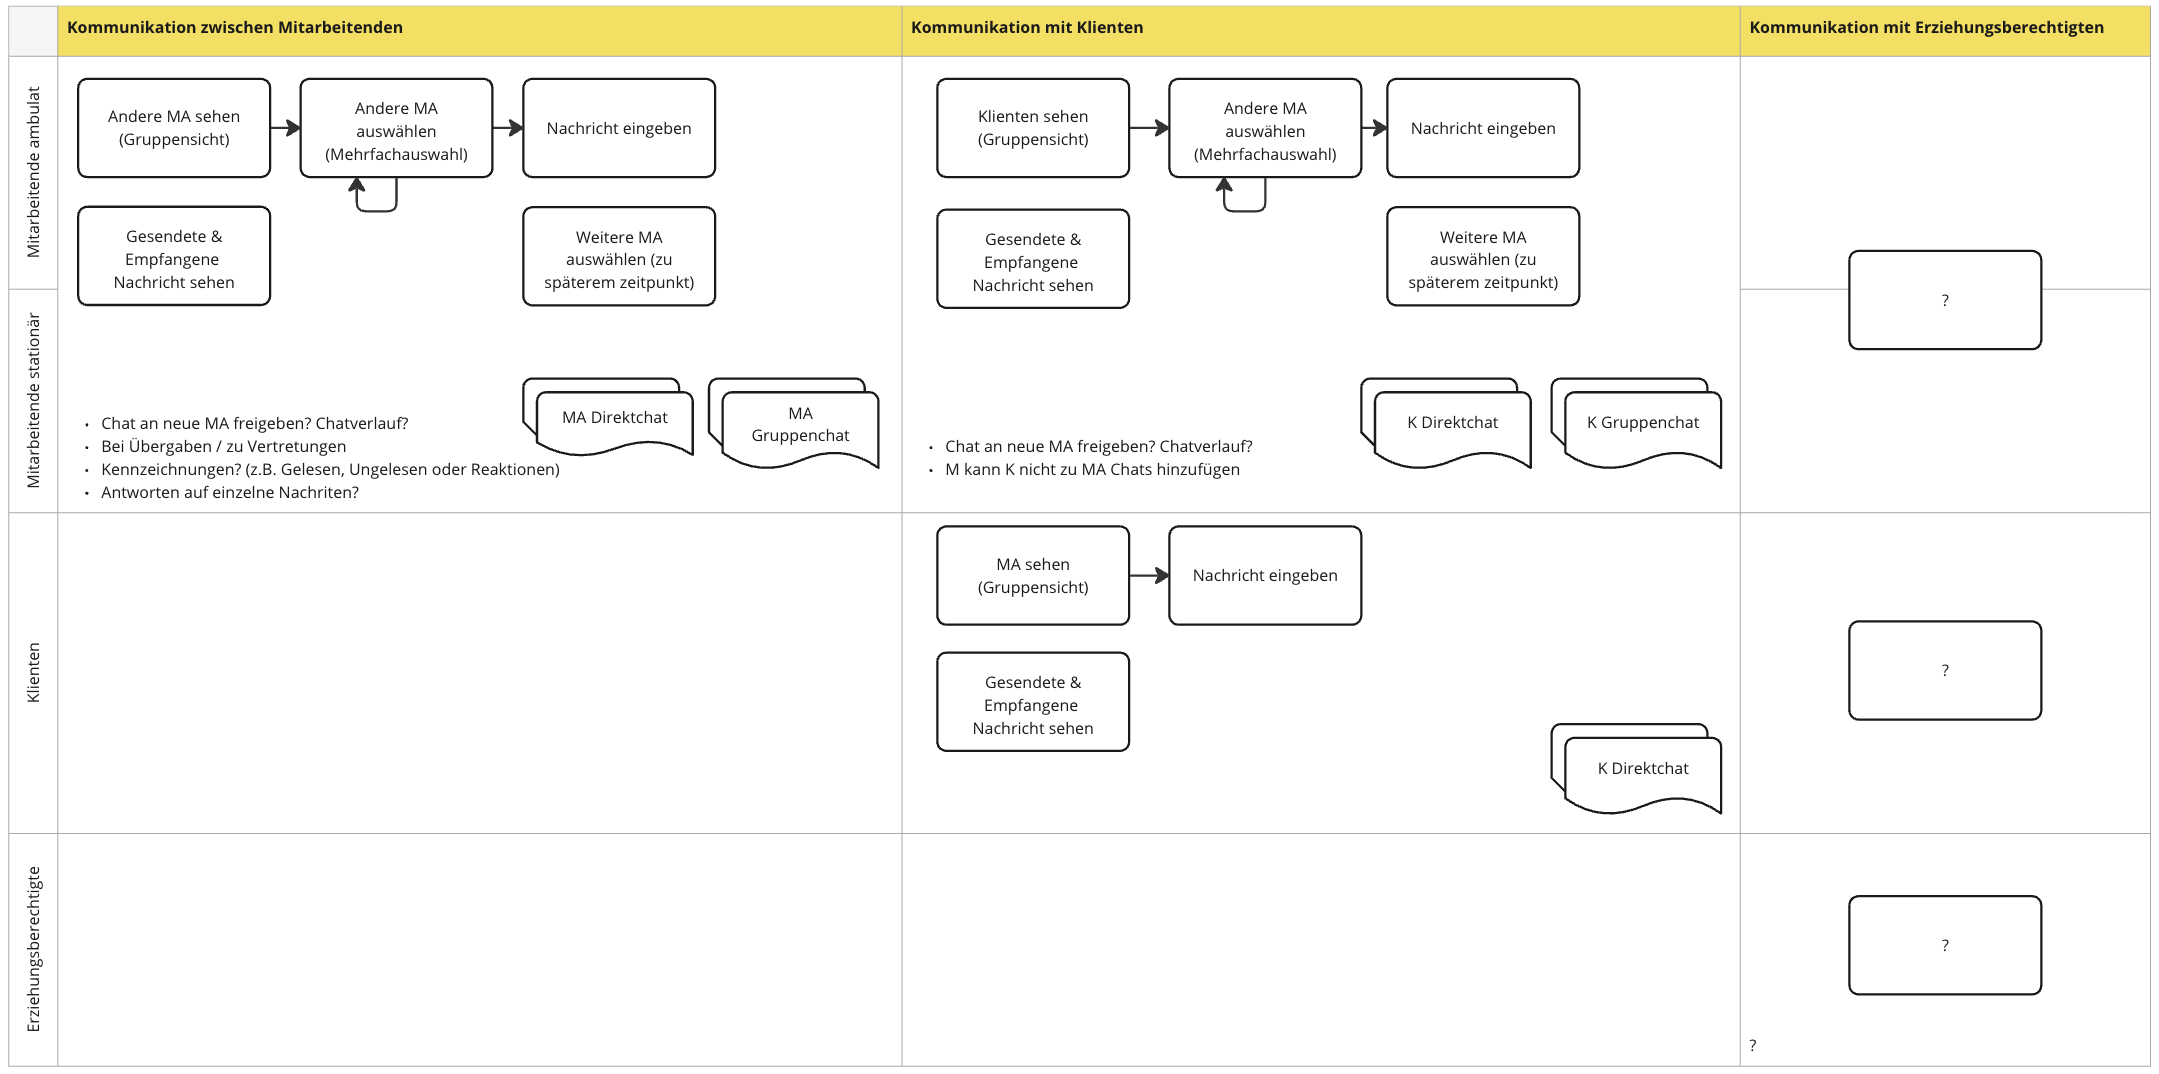 Kommunikation zwischen Mitarbeitenden
Kommunikation mit Klienten
Kommunikation mit Erziehungsberechtigten
Mitarbeitende ambulat
Andere MA sehen
(Gruppensicht)
Andere MA
auswählen
(Mehrfachauswahl)
Nachricht eingeben
Gesendete &
Empfangene
Nachricht sehen
Weitere MA
auswählen (zu
späterem zeitpunkt)
Klienten sehen
(Gruppensicht)
Andere MA
auswählen
(Mehrfachauswahl)
Nachricht eingeben
Gesendete &
Empfangene
Nachricht sehen
Weitere MA
auswählen (zu
späterem zeitpunkt)
?
Mitarbeitende stationär
• Chat an neue MA freigeben? Chatverlauf?
• Bei Übergaben / zu Vertretungen
• Kennzeichnungen? (z.B. Gelesen, Ungelesen oder Reaktionen)
• Antworten auf einzelne Nachriten?
MA Direktchat
MA
Gruppenchat
• Chat an neue MA freigeben? Chatverlauf?
• M kann K nicht zu MA Chats hinzufügen
K Direktchat
K Gruppenchat
Klienten
MA sehen
(Gruppensicht)
Nachricht eingeben
Gesendete &
Empfangene
Nachricht sehen
K Direktchat
?
Erziehungsberechtigte
?
?